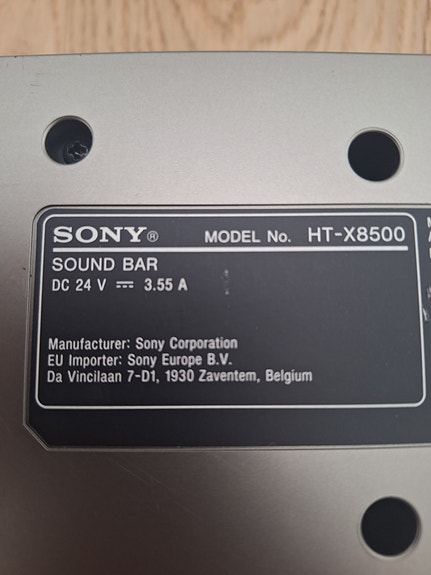 SONY® MODEL No. HT-X8500
SOUND BAR
DC 24 V ⎓ 3.55 A
Manufacturer: Sony Corporation
EU Importer: Sony Europe B.V.
Da Vincilaan 7-D1, 1930 Zaventem, Belgium